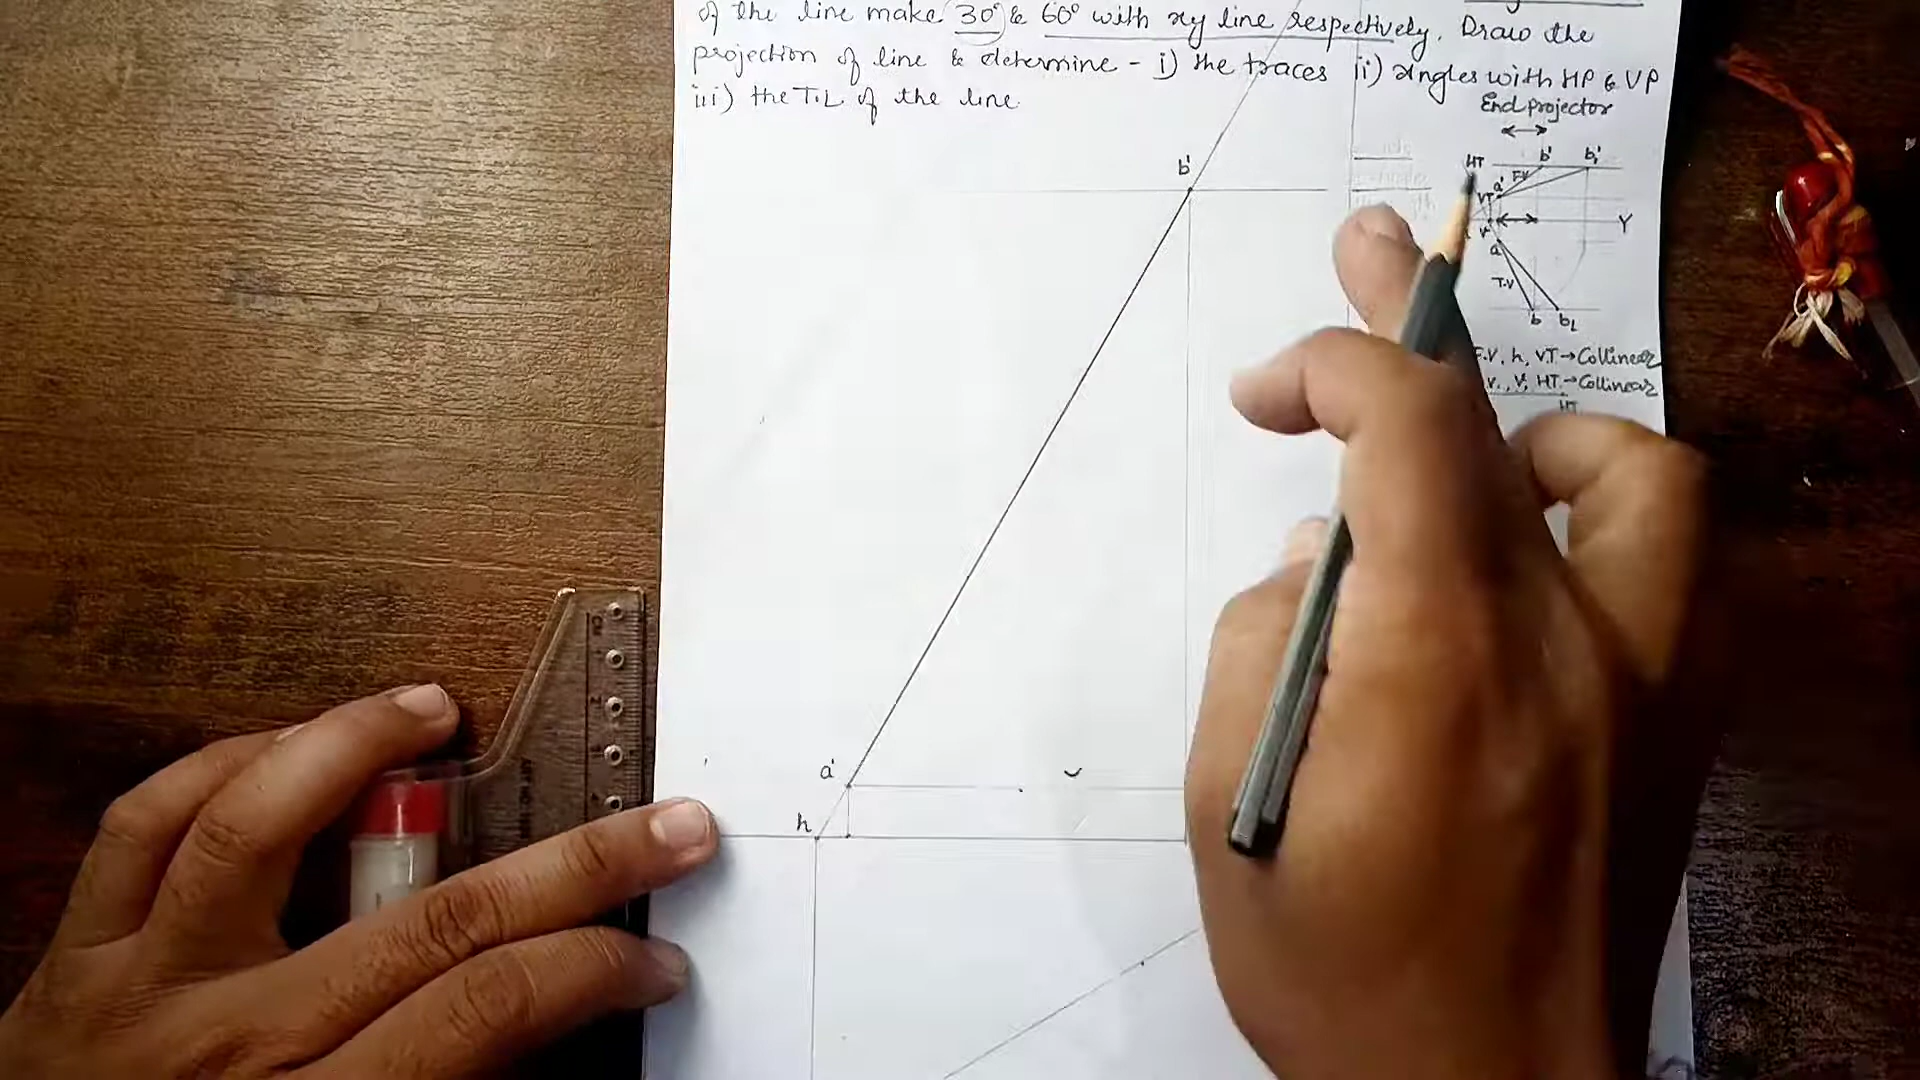 of the line make 30° & 60° with xy line respectively. Draw the
projection of line & determine - i) the traces ii) Angles with HP & VP
iii) the T.L of the line.
End projector
HT b' b₁'
a' F.V
VT
Y
v
a
T.V
b b₁
F.V, h, VT→Collinear
V., V, HT→Collinear
HT
b'
a'
h